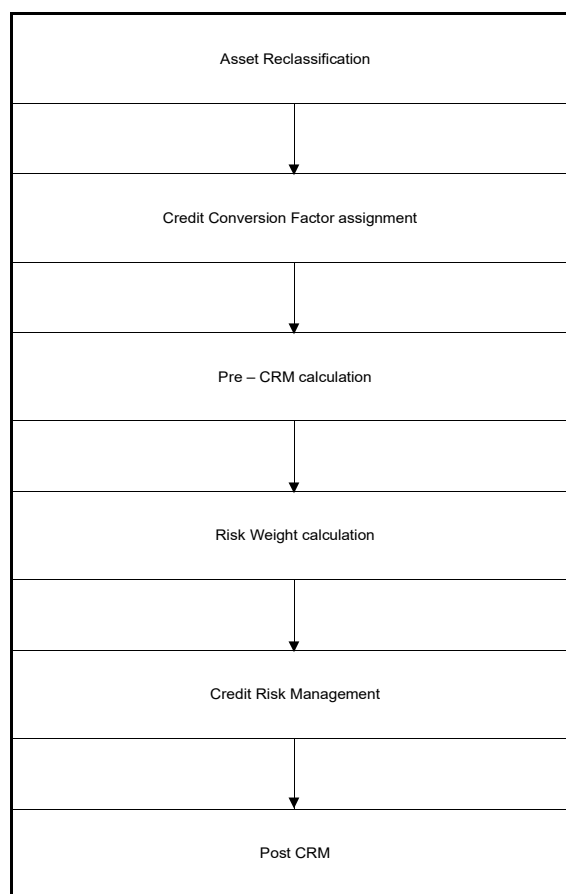 Asset Reclassification
Credit Conversion Factor assignment
Pre – CRM calculation
Risk Weight calculation
Credit Risk Management
Post CRM